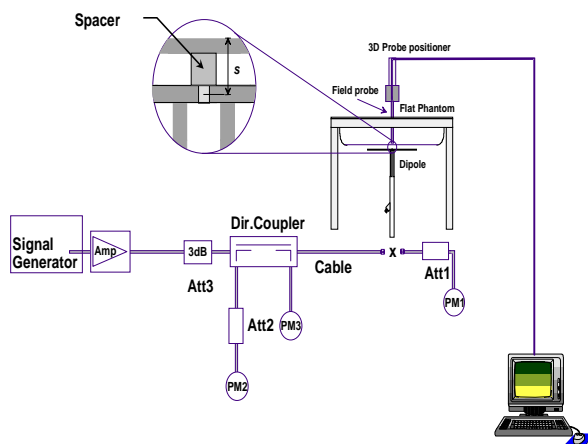 Spacer
s
3D Probe positioner
Field probe
Flat Phantom
Dipole
Signal
Generator
Amp
3dB
Att3
Dir.Coupler
Cable
x
Att1
PM1
Att2
PM3
PM2